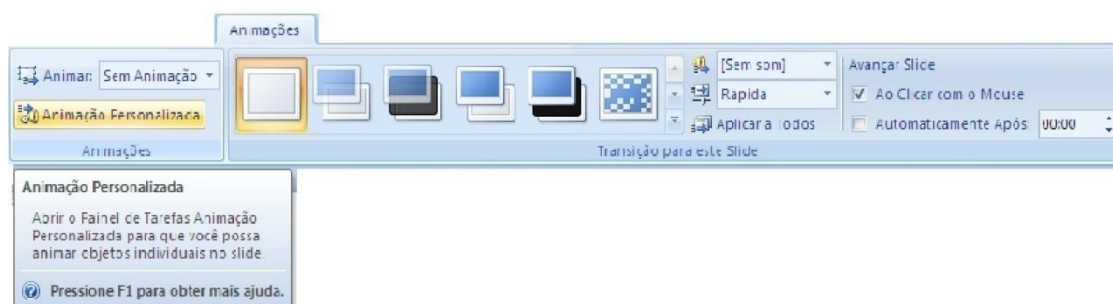 Animações
Animar: Sem Animação
Animação Personalizada
Animações
[Sem som]
Rapida
Aplicar a Todos
Transição para este Slide
Avançar Slide
Ao Clicar com o Mouse
Automaticamente Após: 00:00
Animação Personalizada
Abrir o Painel de Tarefas Animação
Personalizada para que você possa
animar objetos individuais no slide
Pressione F1 para obter mais ajuda.